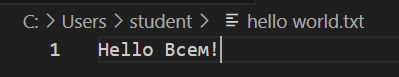 C: > Users > student > hello world.txt
1 Hello Всем!